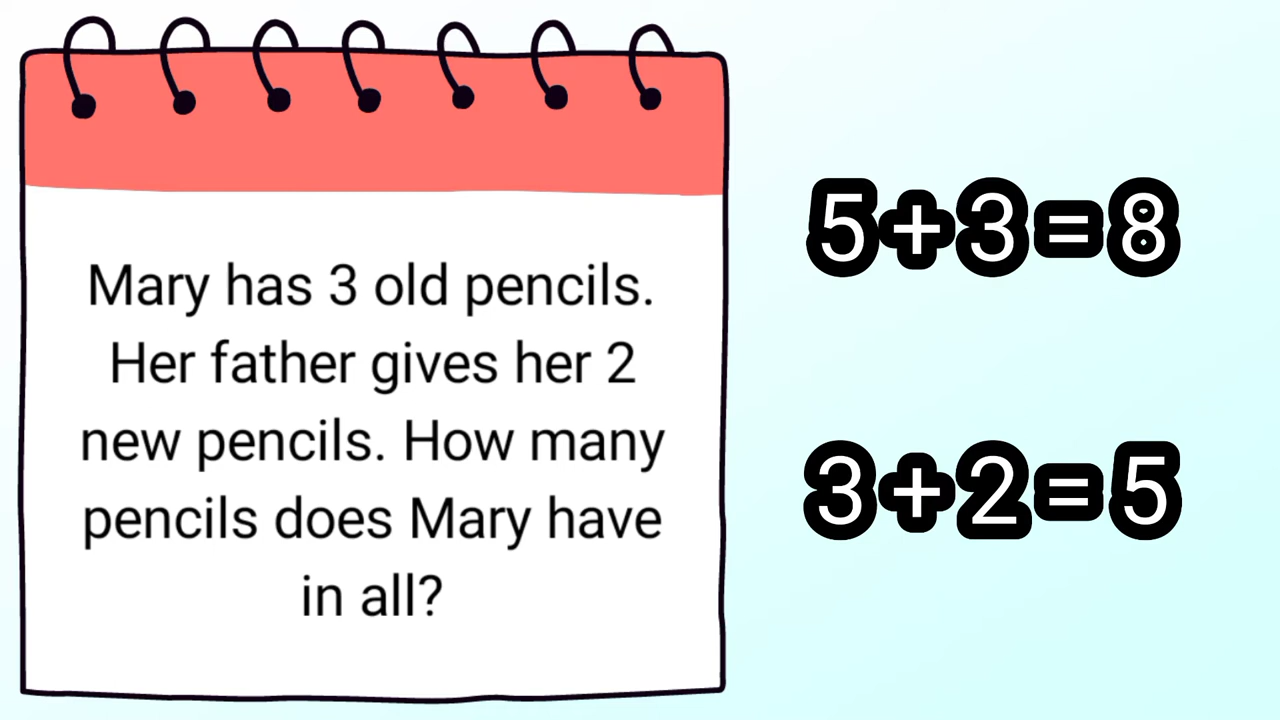 Mary has 3 old pencils.
Her father gives her 2
new pencils. How many
pencils does Mary have
in all?
5+3=8
3+2=5